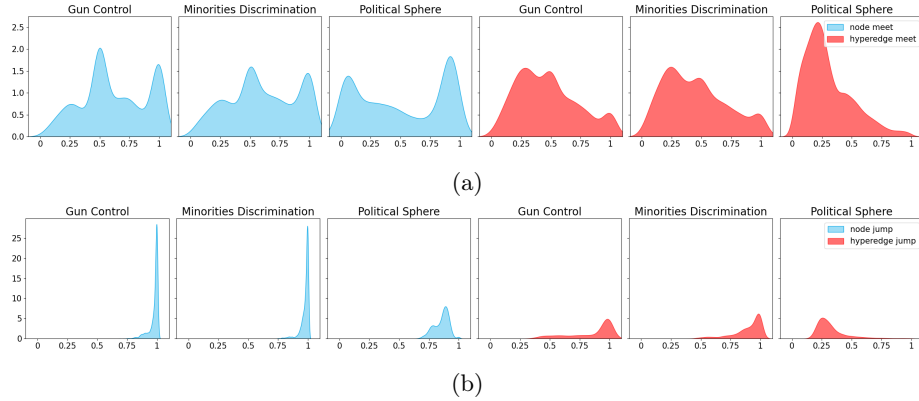 Gun Control Minorities Discrimination Political Sphere Gun Control Minorities Discrimination Political Sphere
2.5
2.0
1.5
1.0
0.5
0.0
node meet
hyperedge meet
0 0.25 0.5 0.75 1 0 0.25 0.5 0.75 1 0 0.25 0.5 0.75 1 0 0.25 0.5 0.75 1 0 0.25 0.5 0.75 1 0 0.25 0.5 0.75 1
(a)
Gun Control Minorities Discrimination Political Sphere Gun Control Minorities Discrimination Political Sphere
25
20
15
10
5
0
node jump
hyperedge jump
0 0.25 0.5 0.75 1 0 0.25 0.5 0.75 1 0 0.25 0.5 0.75 1 0 0.25 0.5 0.75 1 0 0.25 0.5 0.75 1 0 0.25 0.5 0.75 1
(b)